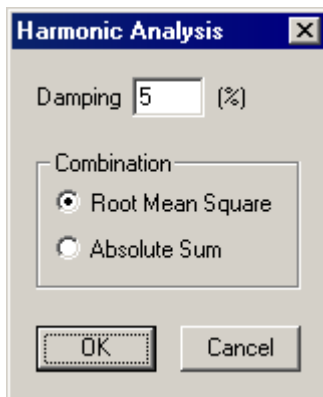 Harmonic Analysis
Damping 5 (%)
Combination
Root Mean Square
Absolute Sum
OK Cancel